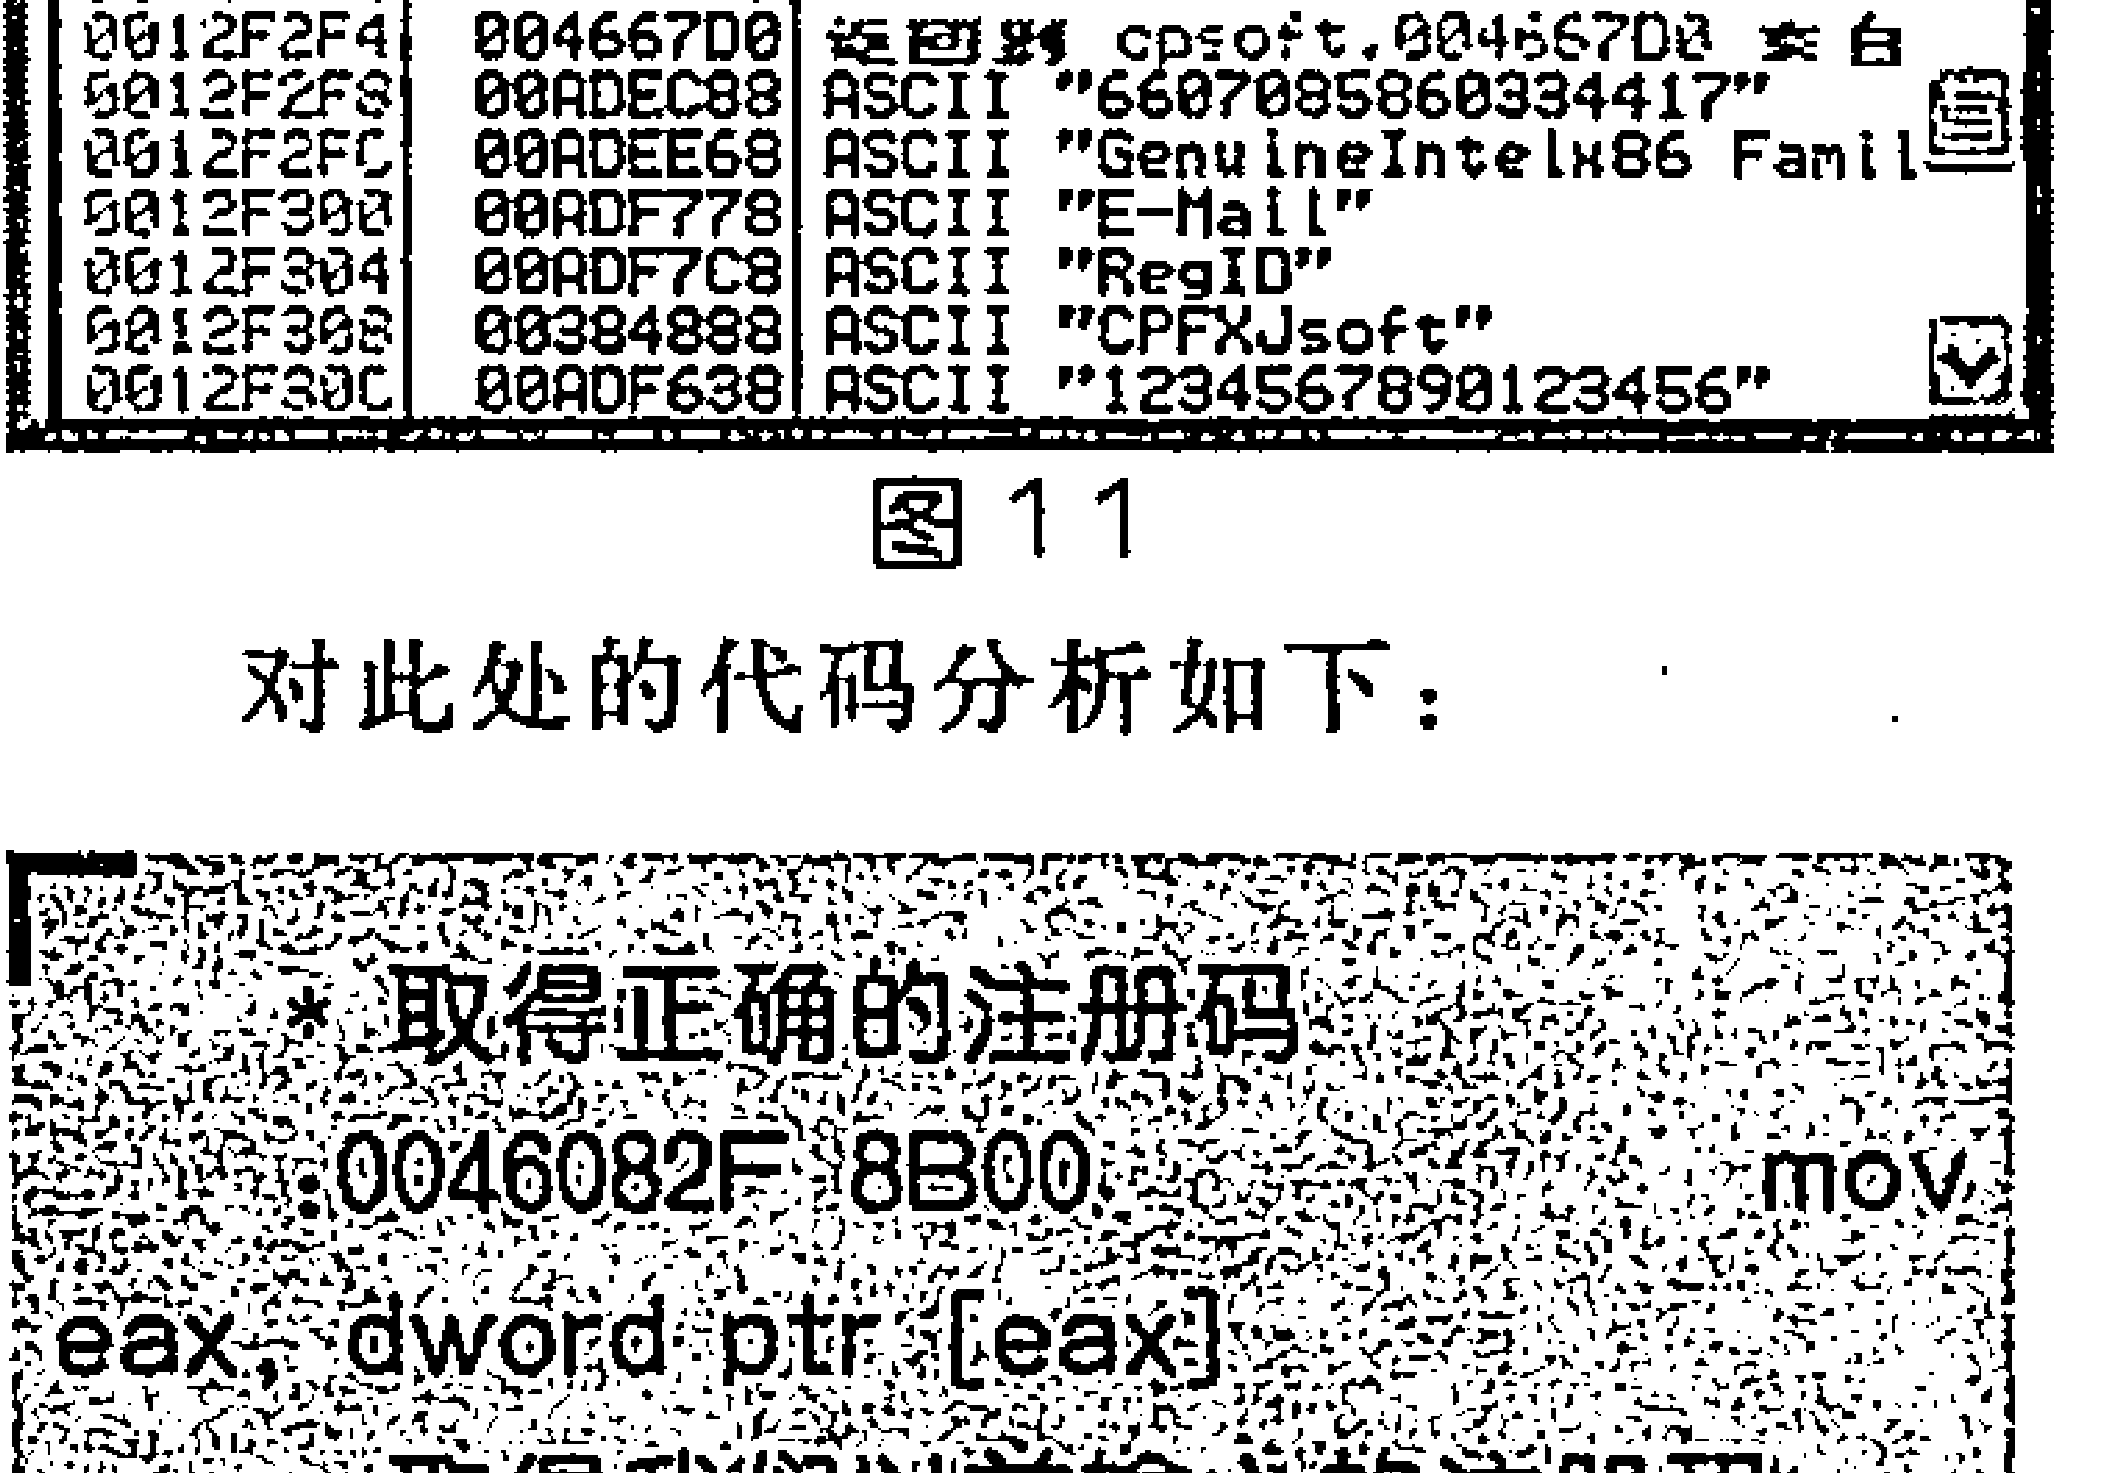 0012F2F4 004667D0 返回到 cpsoft.004667D0 来自
0012F2F8 00ADEC88 ASCII "6607085860334417"
0012F2FC 00ADEE68 ASCII "GenuineIntelx86 Famil
0012F300 00ADF778 ASCII "E-Mail"
0012F304 00ADF7C8 ASCII "RegID"
0012F308 00384888 ASCII "CPFXJsoft"
0012F30C 00ADF638 ASCII "1234567890123456"
图 11
对此处的代码分析如下：
* 取得正确的注册码
:0046082F 8B00 mov
eax, dword ptr [eax]